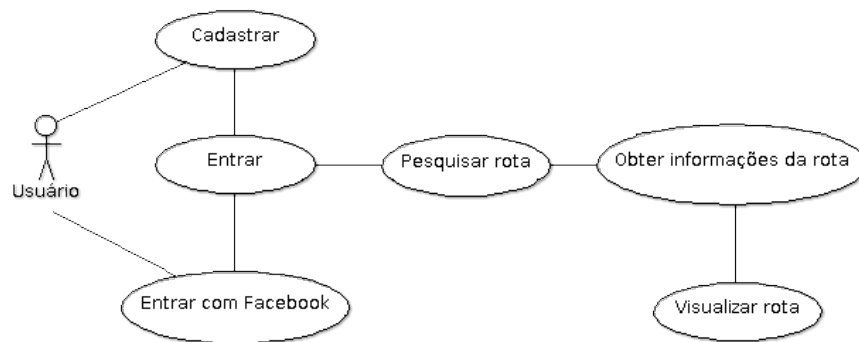 Cadastrar
Usuário
Entrar
Pesquisar rota
Obter informações da rota
Entrar com Facebook
Visualizar rota